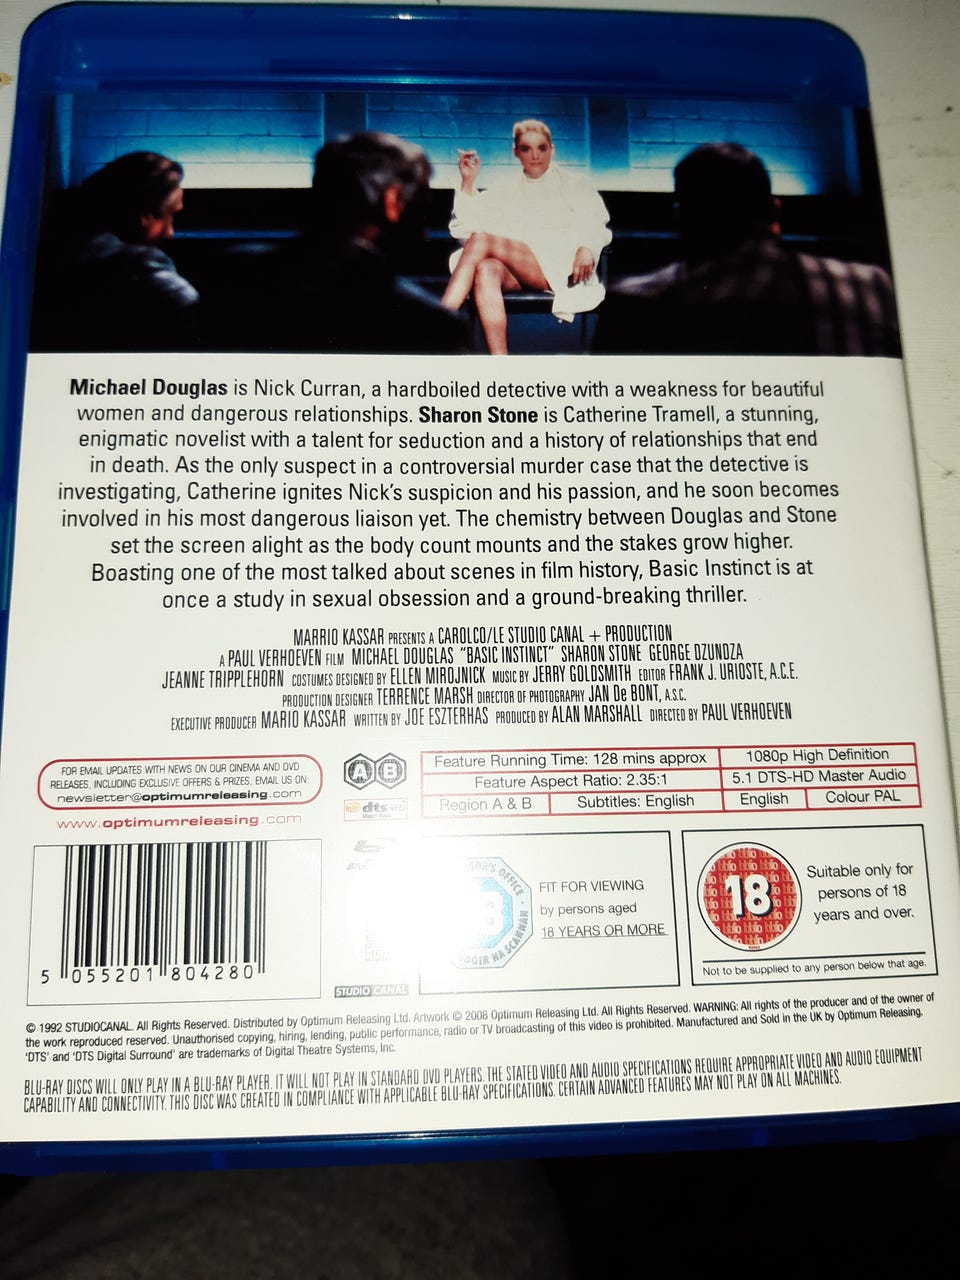 Michael Douglas is Nick Curran, a hardboiled detective with a weakness for beautiful
women and dangerous relationships. Sharon Stone is Catherine Tramell, a stunning,
enigmatic novelist with a talent for seduction and a history of relationships that end
in death. As the only suspect in a controversial murder case that the detective is
investigating, Catherine ignites Nick's suspicion and his passion, and he soon becomes
involved in his most dangerous liaison yet. The chemistry between Douglas and Stone
set the screen alight as the body count mounts and the stakes grow higher.
Boasting one of the most talked about scenes in film history, Basic Instinct is at
once a study in sexual obsession and a ground-breaking thriller.
MARRIO KASSAR PRESENTS A CAROLCO/LE STUDIO CANAL + PRODUCTION
A PAUL VERHOEVEN FILM MICHAEL DOUGLAS "BASIC INSTINCT" SHARON STONE GEORGE DZUNDZA
JEANNE TRIPPLEHORN COSTUMES DESIGNED BY ELLEN MIROJNICK MUSIC BY JERRY GOLDSMITH EDITOR FRANK J. URIOSTE, A.C.E.
PRODUCTION DESIGNER TERRENCE MARSH DIRECTOR OF PHOTOGRAPHY JAN De BONT, A.S.C.
EXECUTIVE PRODUCER MARIO KASSAR WRITTEN BY JOE ESZTERHAS PRODUCED BY ALAN MARSHALL DIRECTED BY PAUL VERHOEVEN
FOR EMAIL UPDATES WITH NEWS ON OUR CINEMA AND DVD
RELEASES, INCLUDING EXCLUSIVE OFFERS & PRIZES, EMAIL US ON:
newsletter@optimumreleasing.com
www.optimumreleasing.com
A B
dts-HD
Feature Running Time: 128 mins approx
1080p High Definition
Feature Aspect Ratio: 2.35:1
5.1 DTS-HD Master Audio
Region A & B
Subtitles: English
English
Colour PAL
5 055201 804280
STUDIO CANAL
FIT FOR VIEWING
by persons aged
18 YEARS OR MORE
18
Suitable only for
persons of 18
years and over.
Not to be supplied to any person below that age.
© 1992 STUDIOCANAL. All Rights Reserved. Distributed by Optimum Releasing Ltd. Artwork © 2008 Optimum Releasing Ltd. All Rights Reserved. WARNING: All rights of the producer and of the owner of
the work reproduced reserved. Unauthorised copying, hiring, lending, public performance, radio or TV broadcasting of this video is prohibited. Manufactured and Sold in the UK by Optimum Releasing.
'DTS' and 'DTS Digital Surround' are trademarks of Digital Theatre Systems, Inc.
BLU-RAY DISCS WILL ONLY PLAY IN A BLU-RAY PLAYER. IT WILL NOT PLAY IN STANDARD DVD PLAYERS. THE STATED VIDEO AND AUDIO SPECIFICATIONS REQUIRE APPROPRIATE VIDEO AND AUDIO EQUIPMENT
CAPABILITY AND CONNECTIVITY. THIS DISC WAS CREATED IN COMPLIANCE WITH APPLICABLE BLU-RAY SPECIFICATIONS. CERTAIN ADVANCED FEATURES MAY NOT PLAY ON ALL MACHINES.